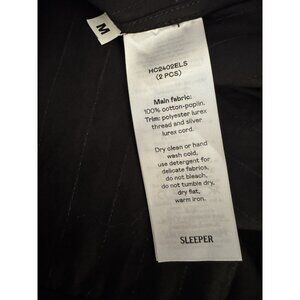 M
HC2402ELS
(2 PCS)
Main fabric:
100% cotton-poplin.
Trim: polyester lurex
thread and silver
lurex cord.
Dry clean or hand
wash cold,
use detergent for
delicate fabrics,
do not bleach,
do not tumble dry,
dry flat,
warm iron.
SLEEPER